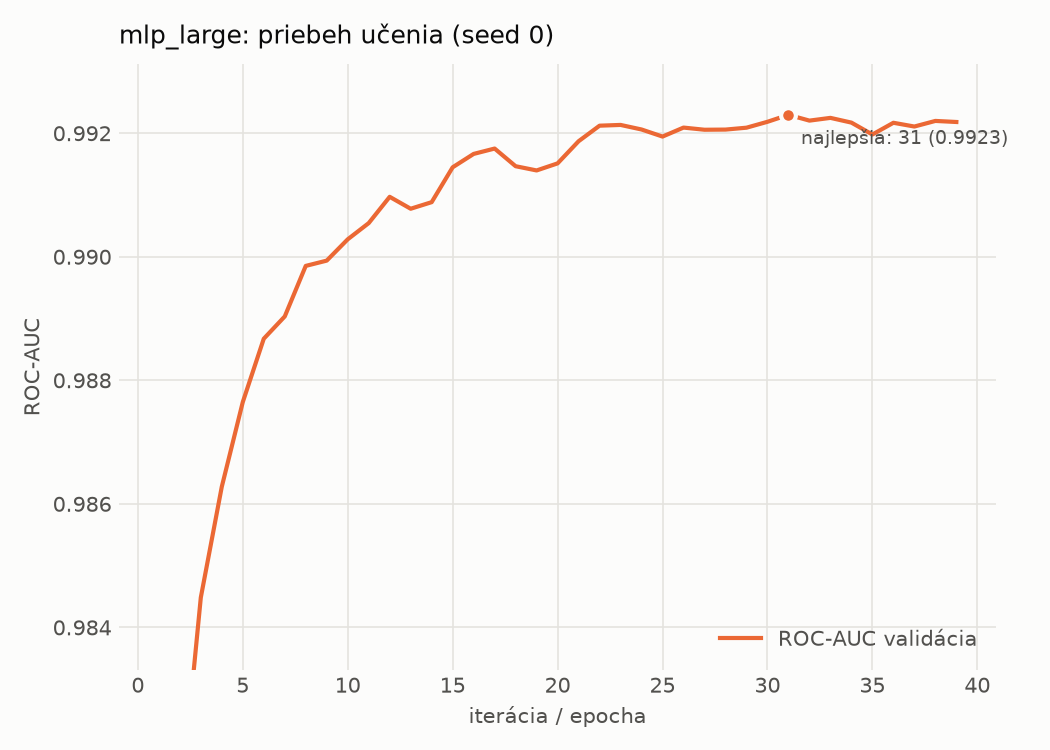 mlp_large: priebeh učenia (seed 0)
0.992
0.990
0.988
0.986
0.984
ROC-AUC
najlepšia: 31 (0.9923)
ROC-AUC validácia
0 5 10 15 20 25 30 35 40
iterácia / epocha